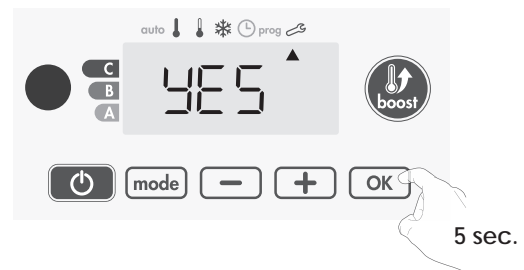 auto prog
C
B
A
YES
boost
mode − + OK
5 sec.